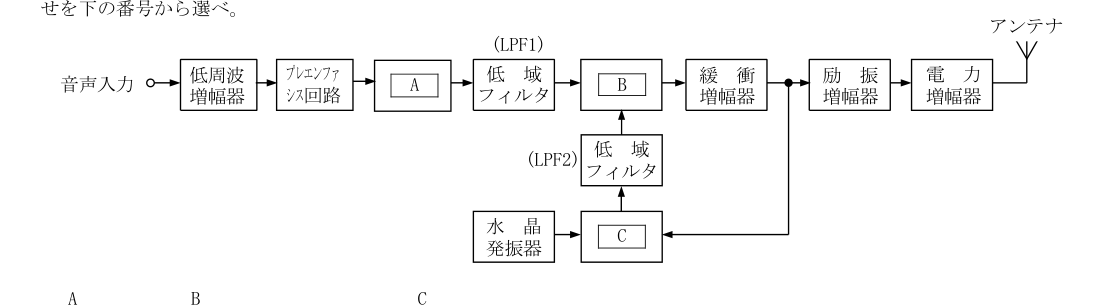 せを下の番号から選べ。
アンテナ
(LPF1)
音声入力
低周波
増幅器
プレエンファ
シス回路
A
低　域
フィルタ
B
緩　衝
増幅器
励　振
増幅器
電　力
増幅器
(LPF2)
低　域
フィルタ
水　晶
発振器
C
A　B　C